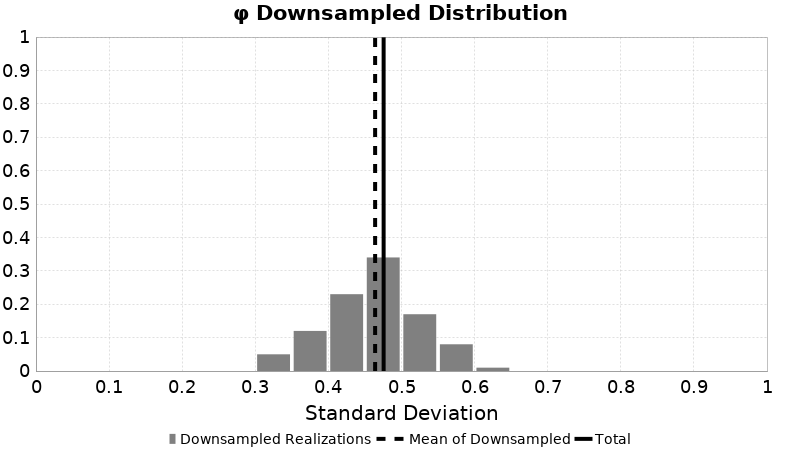 φ Downsampled Distribution
1
0.9
0.8
0.7
0.6
0.5
0.4
0.3
0.2
0.1
0
0 0.1 0.2 0.3 0.4 0.5 0.6 0.7 0.8 0.9 1
Standard Deviation
Downsampled Realizations Mean of Downsampled Total